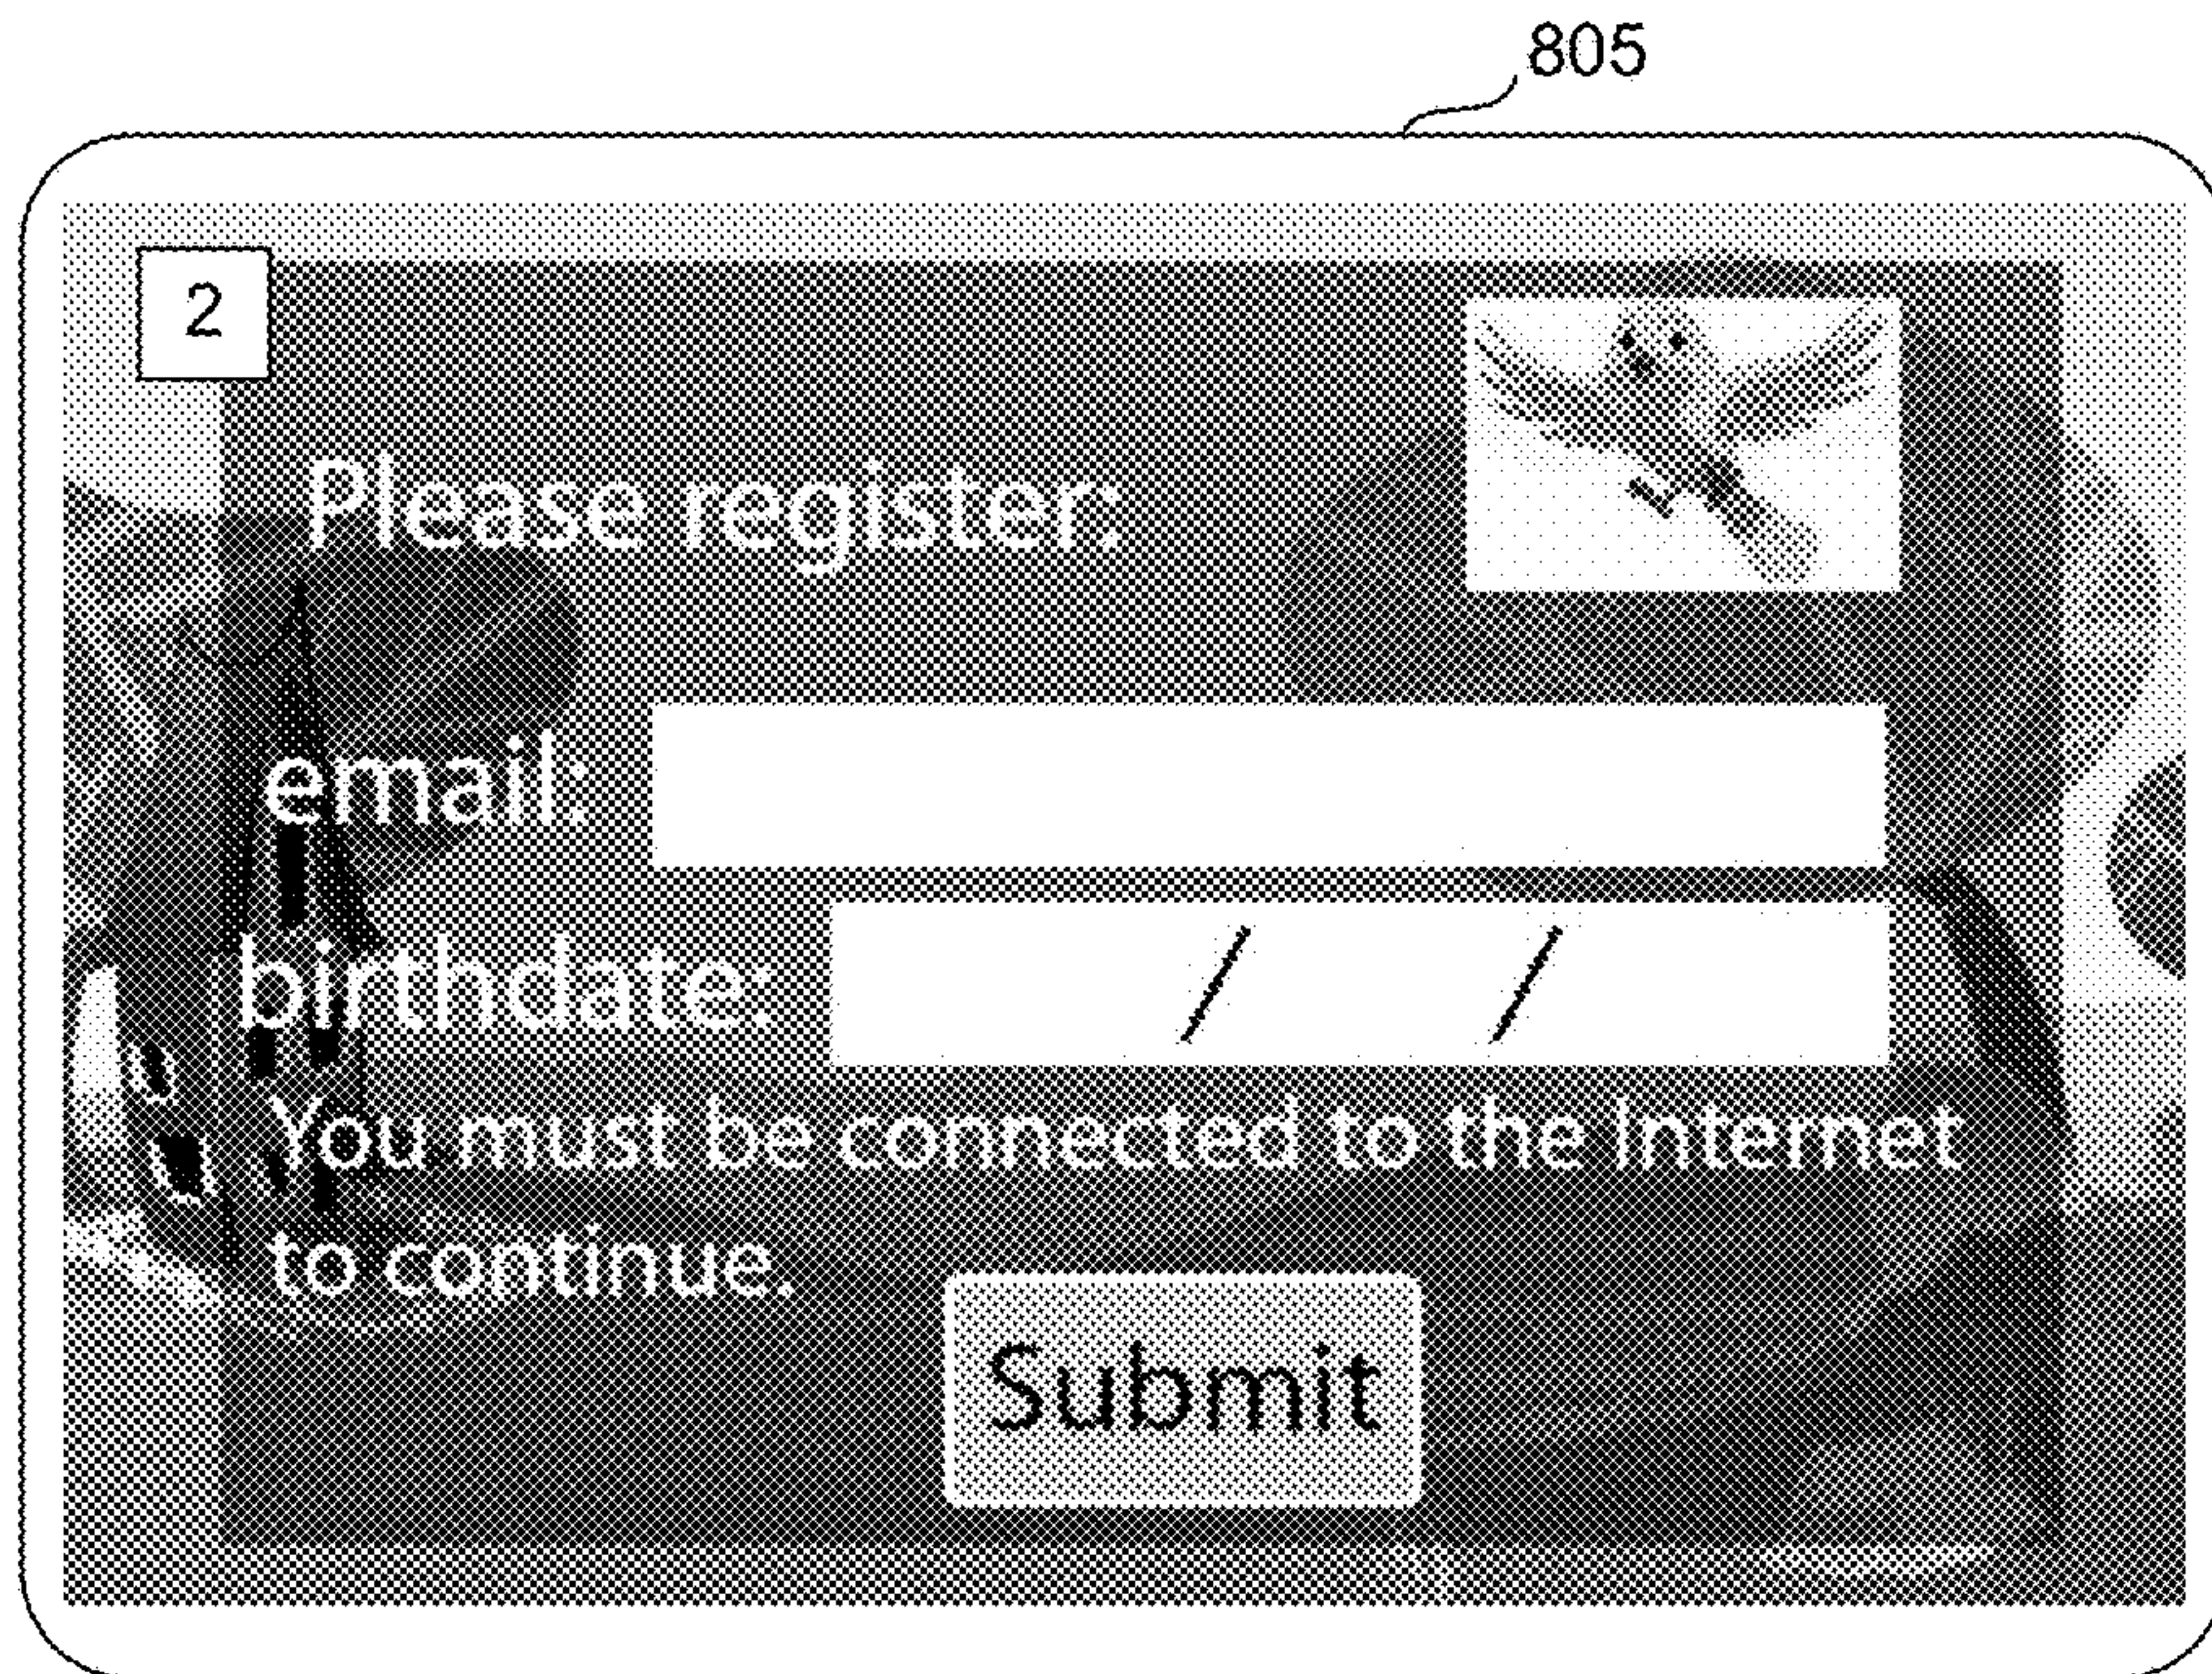 805
2
Please register:
email:
birthdate: / /
You must be connected to the Internet
to continue.
Submit